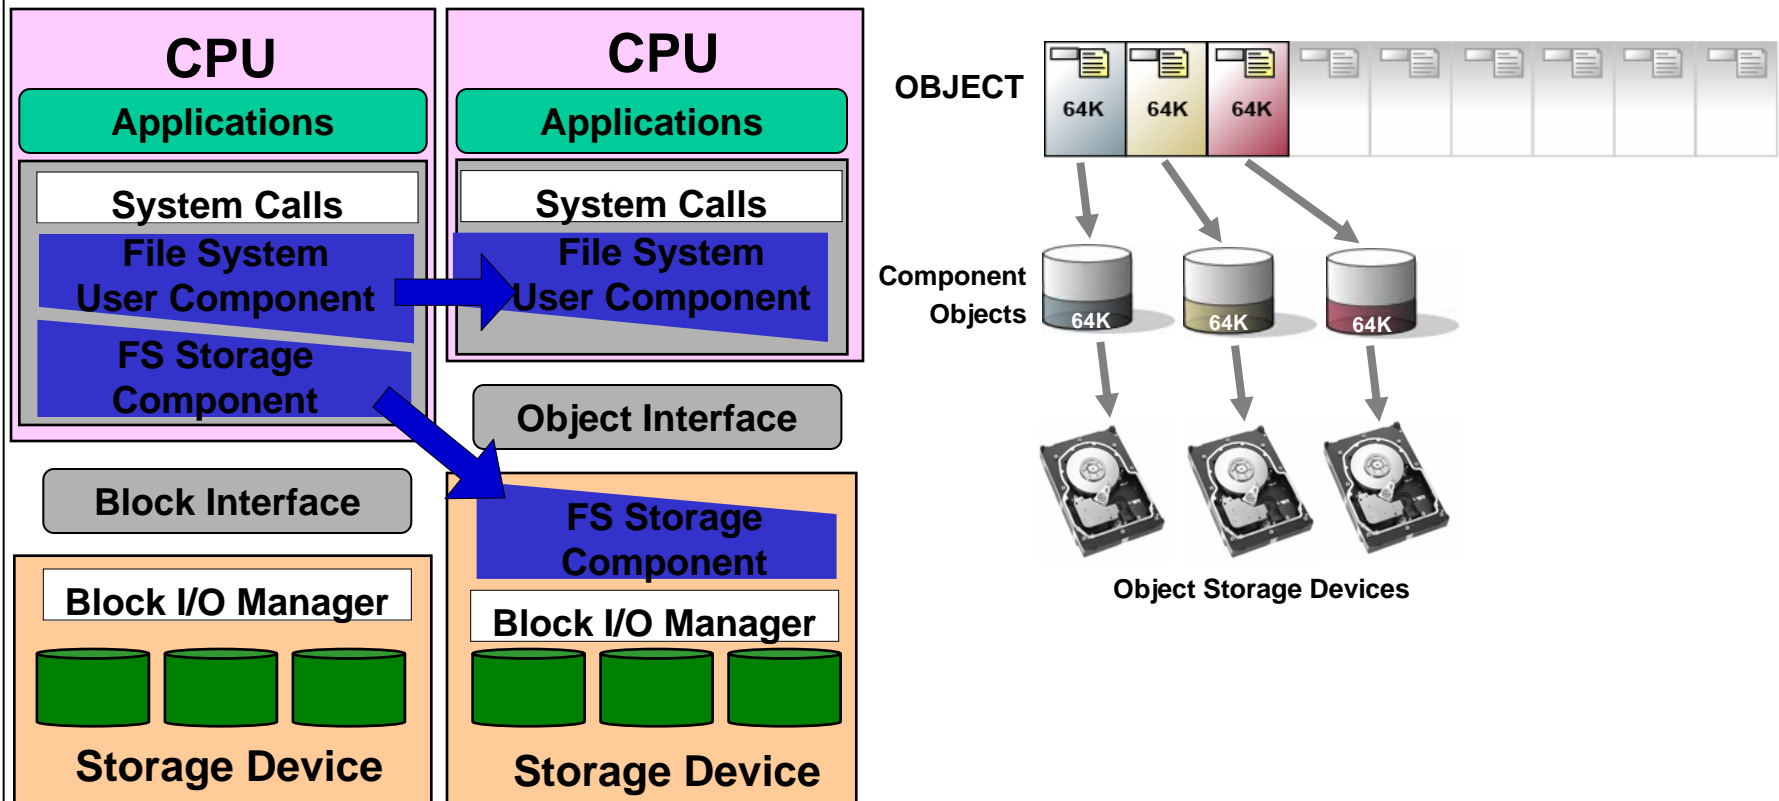 CPU
Applications
System Calls
File System
User Component
FS Storage
Component
Block Interface
Block I/O Manager
Storage Device
CPU
Applications
System Calls
File System
User Component
Object Interface
FS Storage
Component
Block I/O Manager
Storage Device
OBJECT
64K 64K 64K
Component
Objects
64K 64K 64K
Object Storage Devices